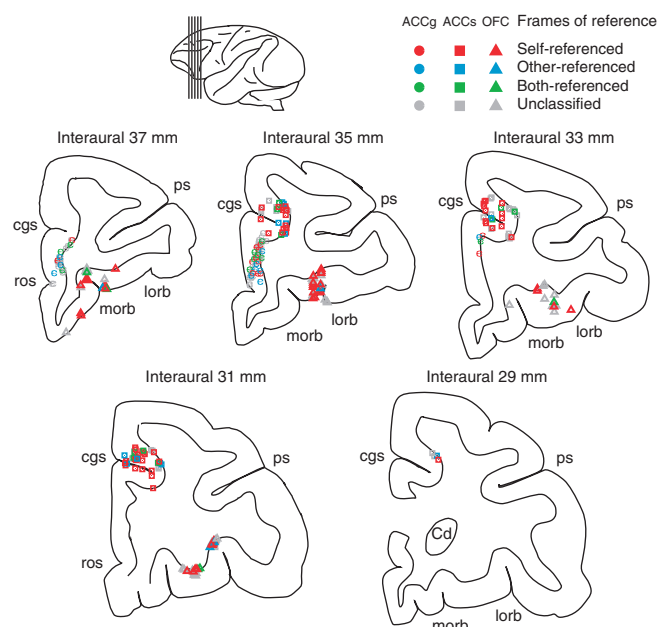 ACCg ACCs OFC Frames of reference
Self-referenced
Other-referenced
Both-referenced
Unclassified
Interaural 37 mm
Interaural 35 mm
Interaural 33 mm
ps
cgs
ros
lorb
morb
ps
cgs
lorb
morb
ps
cgs
lorb
morb
Interaural 31 mm
Interaural 29 mm
cgs
ps
ros
cgs
ps
Cd
lorb
morb